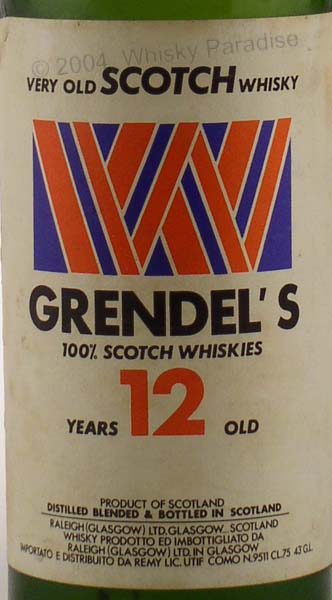 © 2004 Whisky Paradise
VERY OLD SCOTCH WHISKY
GRENDEL'S
100% SCOTCH WHISKIES
YEARS 12 OLD
PRODUCT OF SCOTLAND
DISTILLED BLENDED & BOTTLED IN SCOTLAND
RALEIGH (GLASGOW) LTD. GLASGOW.. SCOTLAND
WHISKY PRODOTTO ED IMBOTTIGLIATO DA
RALEIGH (GLASGOW) LTD. IN GLASGOW
IMPORTATO E DISTRIBUITO DA REMY LIC. UTIF COMO N.9511 CL.75 43 G.L.